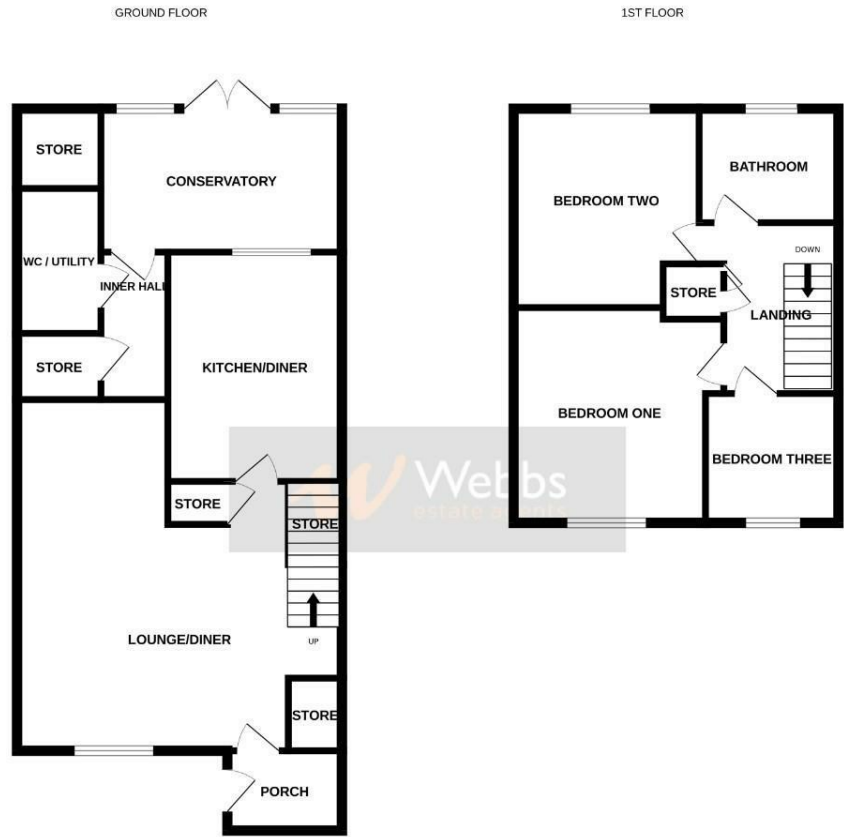 GROUND FLOOR
1ST FLOOR
STORE
CONSERVATORY
WC / UTILITY
INNER HALL
STORE
KITCHEN/DINER
STORE
STORE
LOUNGE/DINER
UP
STORE
PORCH
BATHROOM
BEDROOM TWO
DOWN
STORE
LANDING
BEDROOM ONE
BEDROOM THREE
Webbs
estate agents